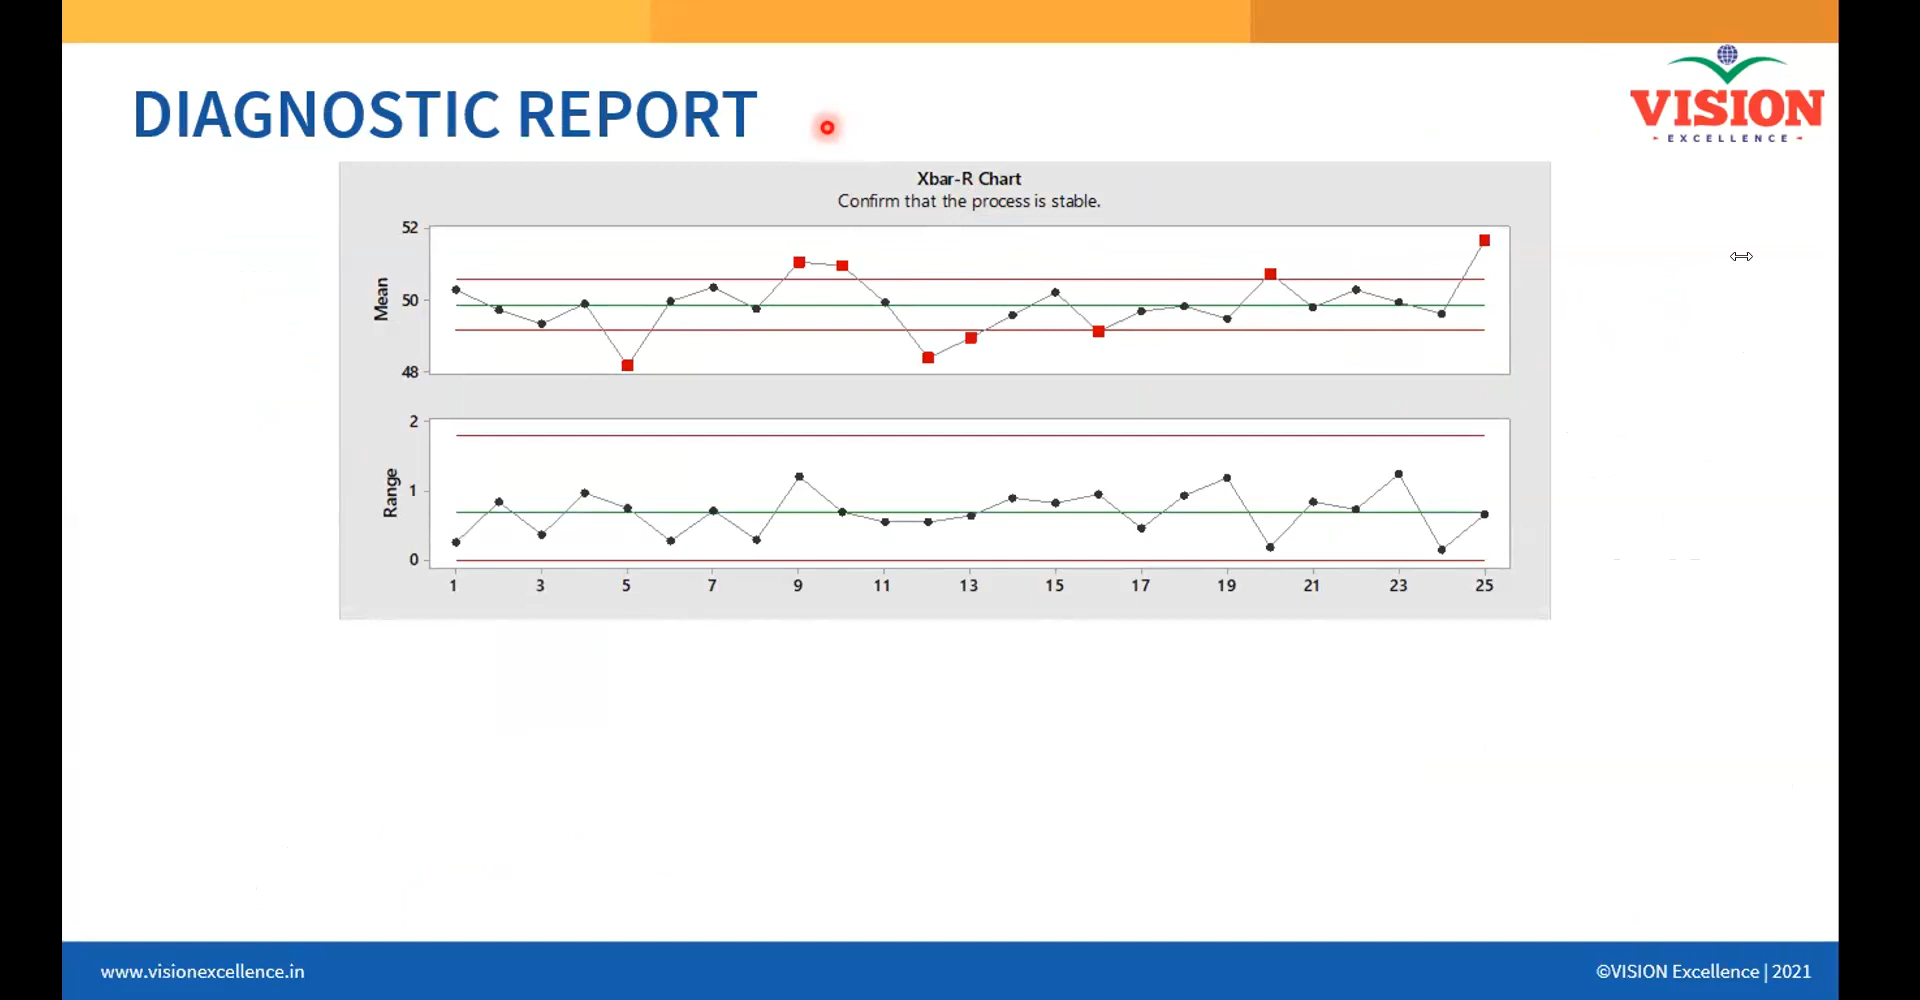 DIAGNOSTIC REPORT
VISION
EXCELLENCE
Xbar-R Chart
Confirm that the process is stable.
52
50
48
Mean
2
1
0
Range
1 3 5 7 9 11 13 15 17 19 21 23 25
www.visionexcellence.in
©VISION Excellence | 2021